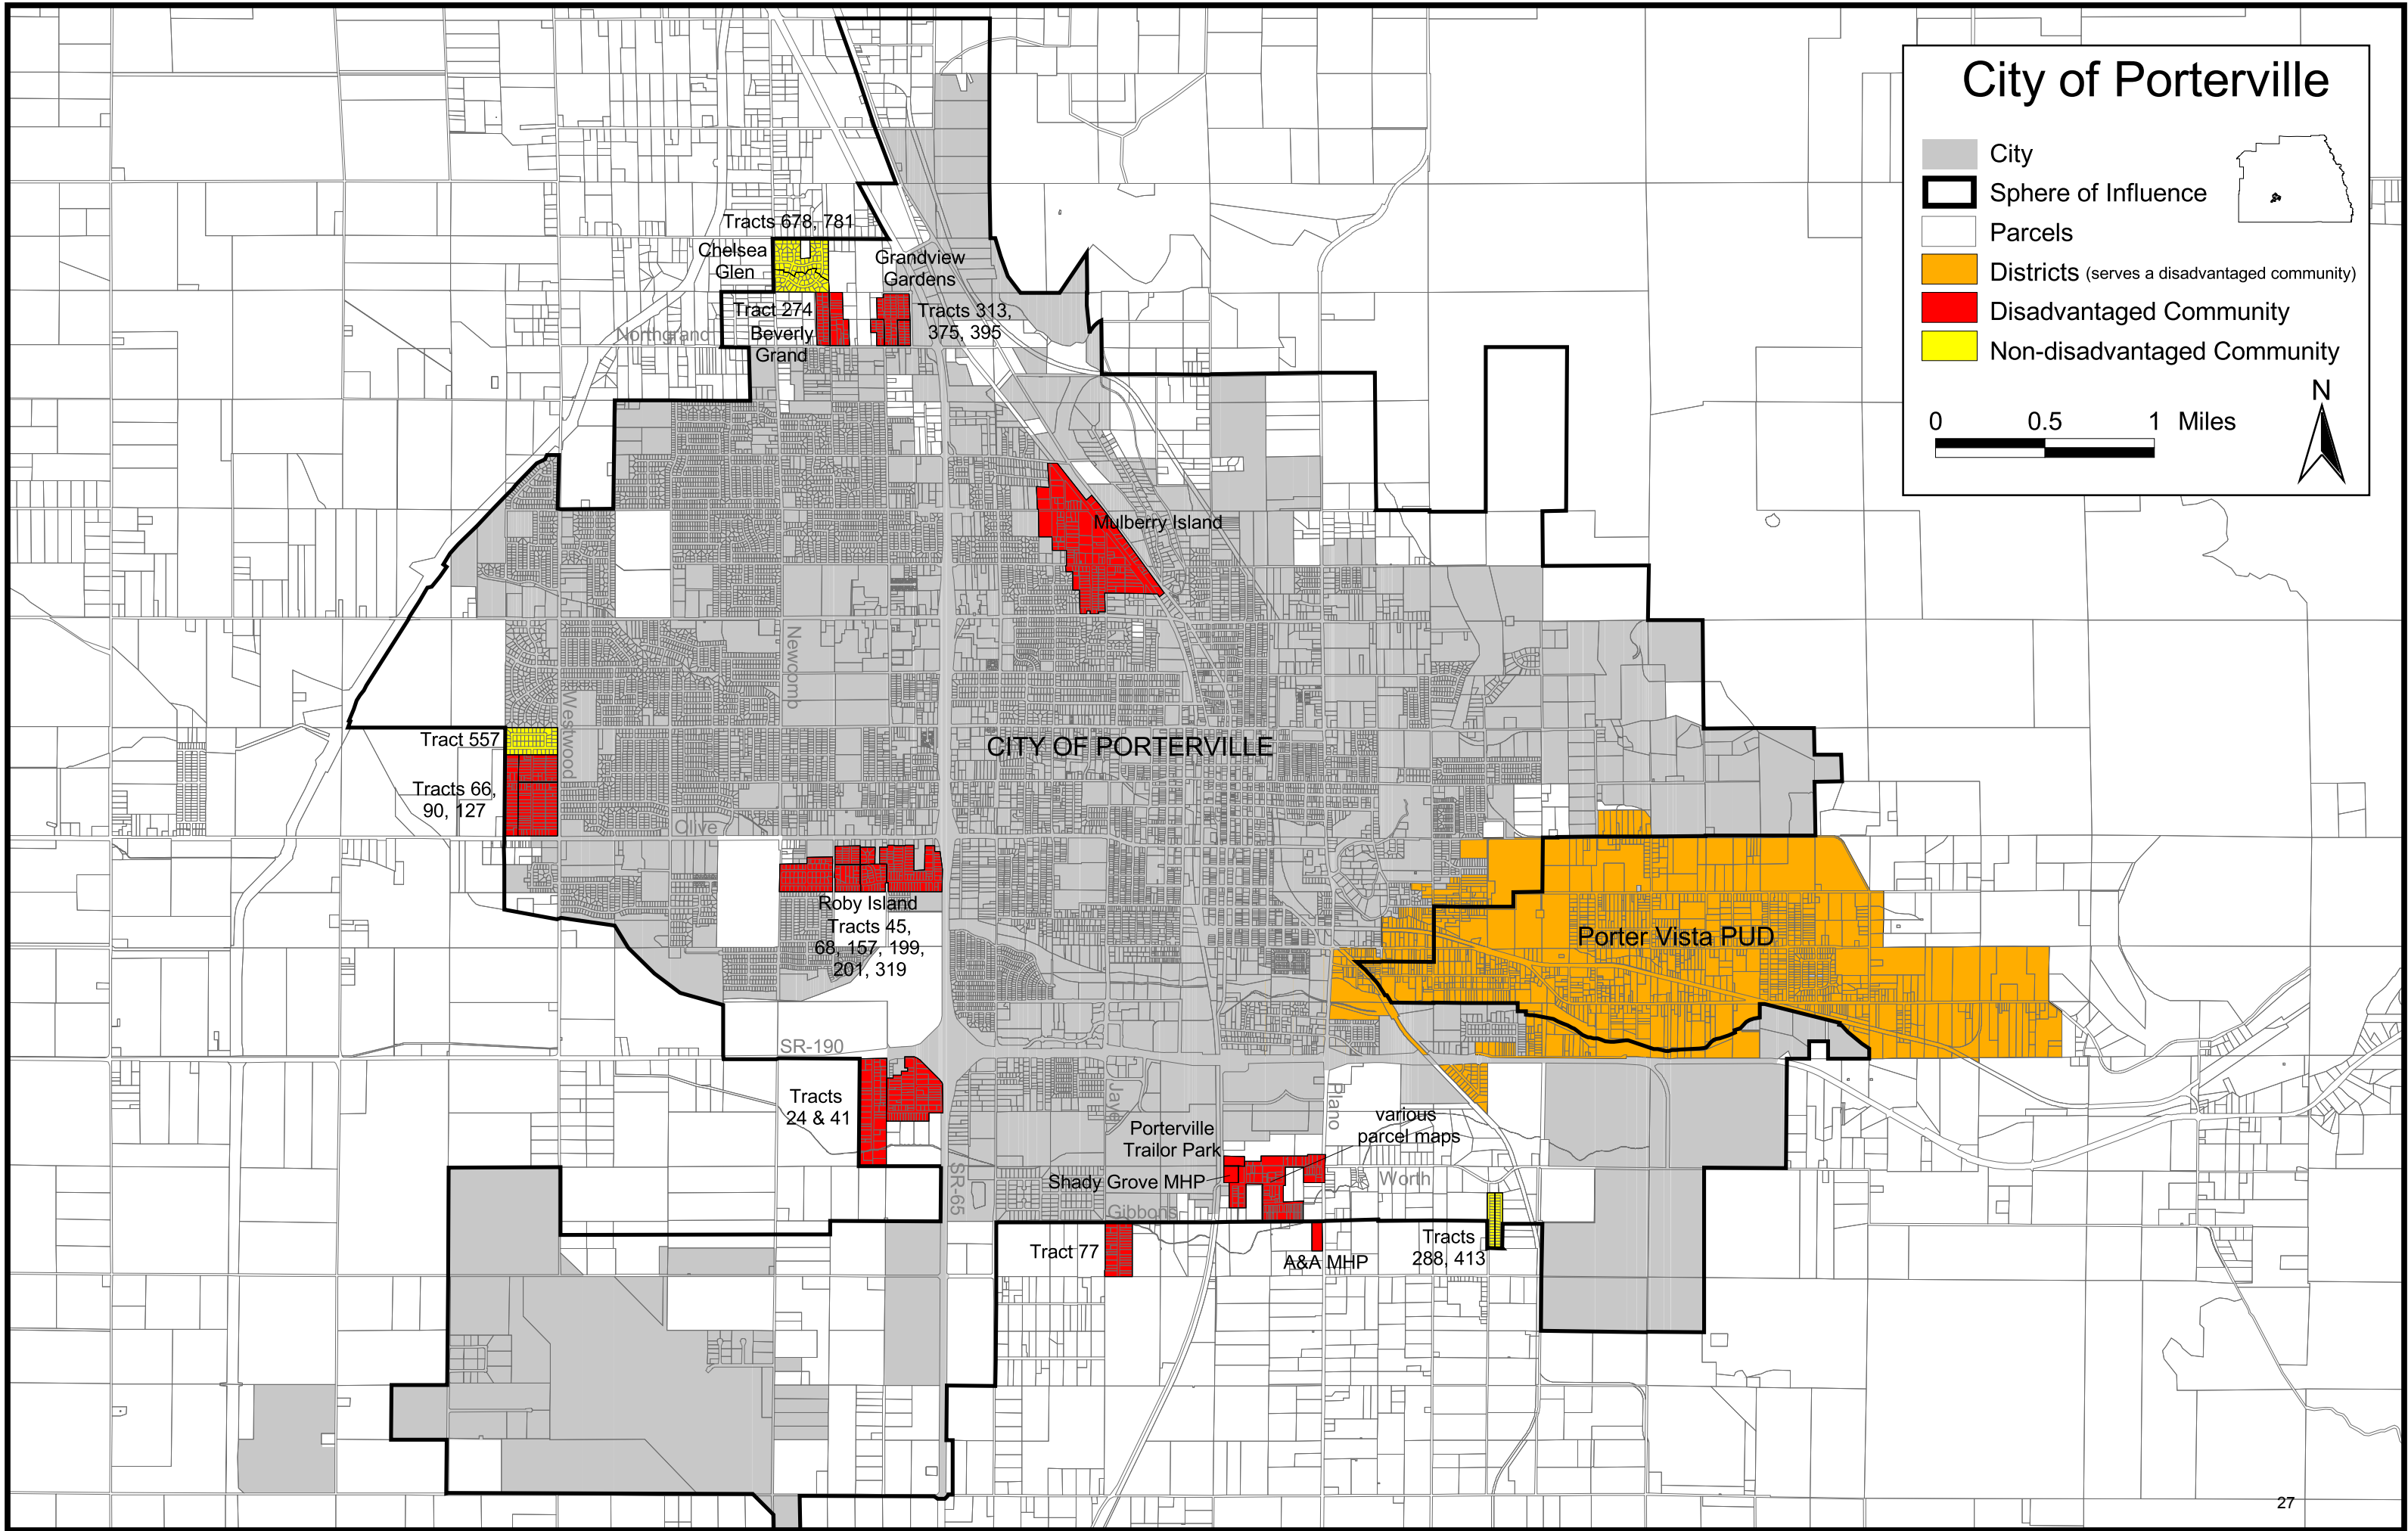 City of Porterville
City
Sphere of Influence
Parcels
Districts (serves a disadvantaged community)
Disadvantaged Community
Non-disadvantaged Community
N
0 0.5 1 Miles
Tracts 678, 781
Chelsea
Glen
Grandview
Gardens
Tract 274
Beverly
Grand
Tracts 313,
375, 395
Northgrand
Mulberry Island
Newcomb
Westwood
Tract 557
CITY OF PORTERVILLE
Tracts 66,
90, 127
Olive
Roby Island
Tracts 45,
68, 157, 199,
201, 319
Porter Vista PUD
SR-190
Tracts
24 & 41
Jaye
Plano
various
parcel maps
Porterville
Trailor Park
Shady Grove MHP
Worth
SR-65
Gibbons
Tract 77
A&A MHP
Tracts
288, 413
27